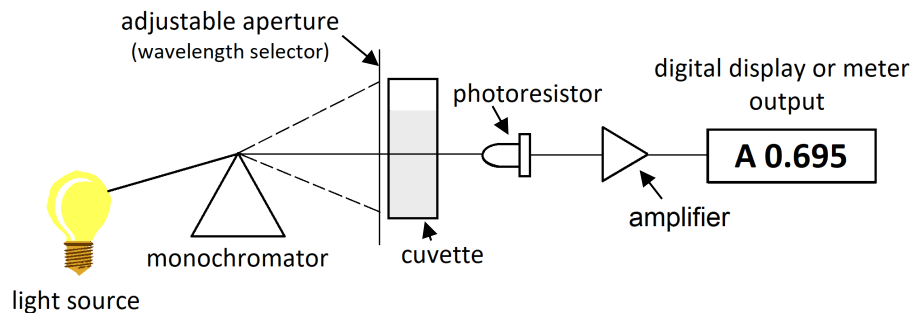 adjustable aperture
(wavelength selector)
photoresistor
digital display or meter
output
A 0.695
amplifier
cuvette
monochromator
light source